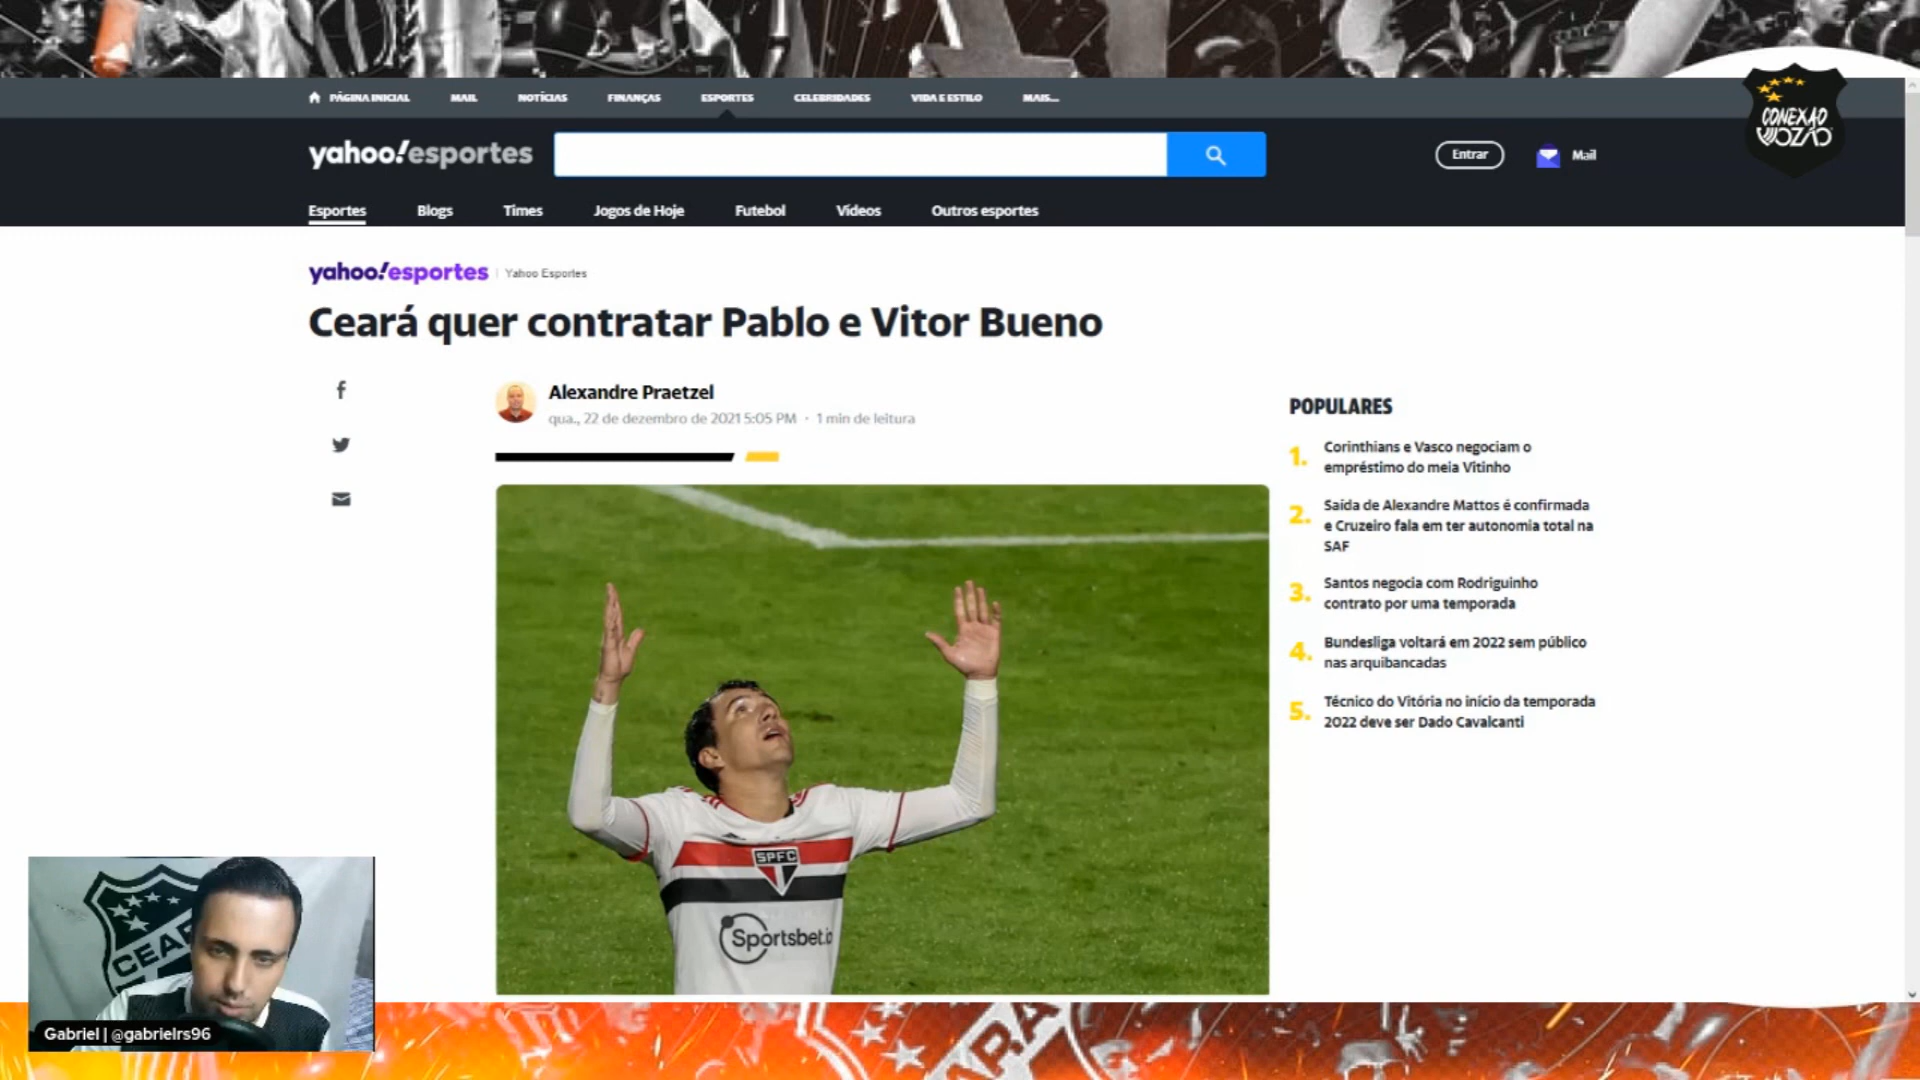 CONEXÃO
VOZÃO
PÁGINA INICIAL MAIL NOTÍCIAS FINANÇAS ESPORTES CELEBRIDADES VIDA E ESTILO MAIS...
yahoo!esportes Entrar Mail
Esportes Blogs Times Jogos de Hoje Futebol Vídeos Outros esportes
yahoo!esportes Yahoo Esportes
Ceará quer contratar Pablo e Vitor Bueno
Alexandre Praetzel
qua., 22 de dezembro de 2021 5:05 PM · 1 min de leitura
POPULARES
1. Corinthians e Vasco negociam o
empréstimo do meia Vitinho
2. Saída de Alexandre Mattos é confirmada
e Cruzeiro fala em ter autonomia total na
SAF
3. Santos negocia com Rodriguinho
contrato por uma temporada
4. Bundesliga voltará em 2022 sem público
nas arquibancadas
5. Técnico do Vitória no início da temporada
2022 deve ser Dado Cavalcanti
SPFC
Sportsbet.io
CEAR
Gabriel | @gabrielrs96